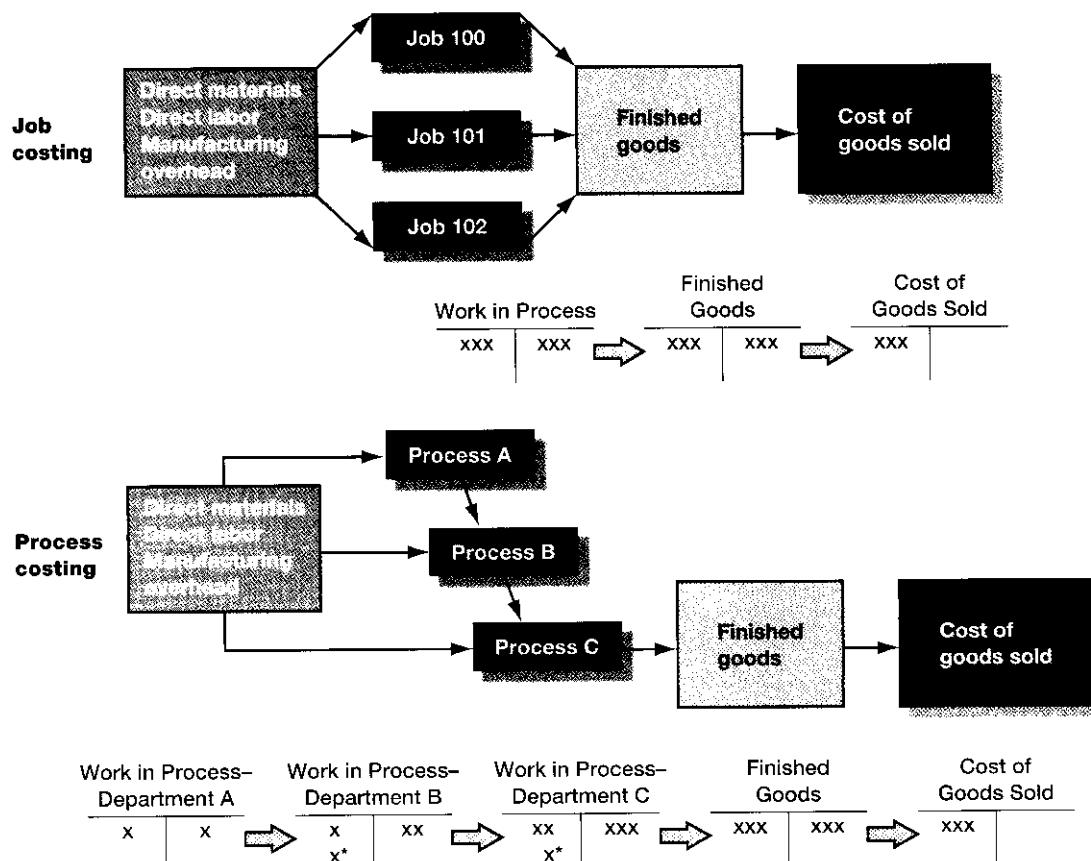 Job 100
Direct materials
Direct labor
Manufacturing
overhead
Job
costing
Job 101
Finished
goods
Cost of
goods sold
Job 102
Work in Process
Finished
Goods
Cost of
Goods Sold
xxx xxx xxx xxx xxx
Process A
Direct materials
Direct labor
Manufacturing
overhead
Process
costing
Process B
Process C
Finished
goods
Cost of
goods sold
Work in Process–
Department A
Work in Process–
Department B
Work in Process–
Department C
Finished
Goods
Cost of
Goods Sold
x x x xx xx xxx xxx xxx xxx
x* x*